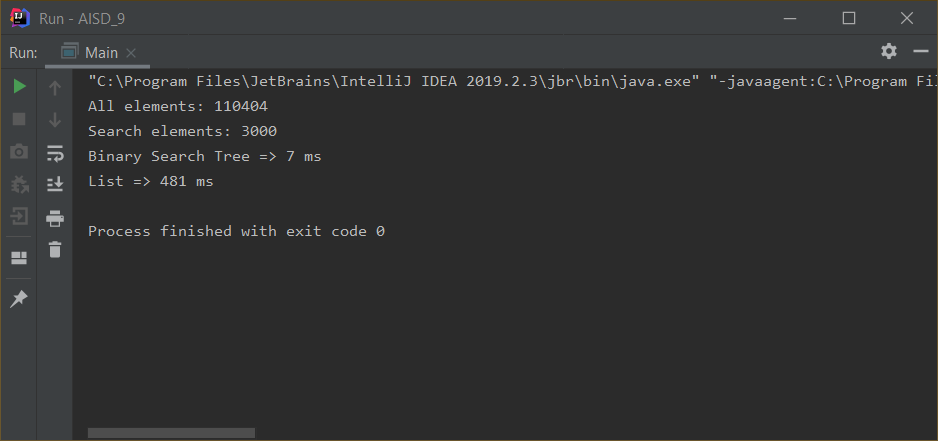 Run - AISD_9
Run: Main
"C:\Program Files\JetBrains\IntelliJ IDEA 2019.2.3\jbr\bin\java.exe" "-javaagent:C:\Program Fil
All elements: 110404
Search elements: 3000
Binary Search Tree => 7 ms
List => 481 ms
Process finished with exit code 0